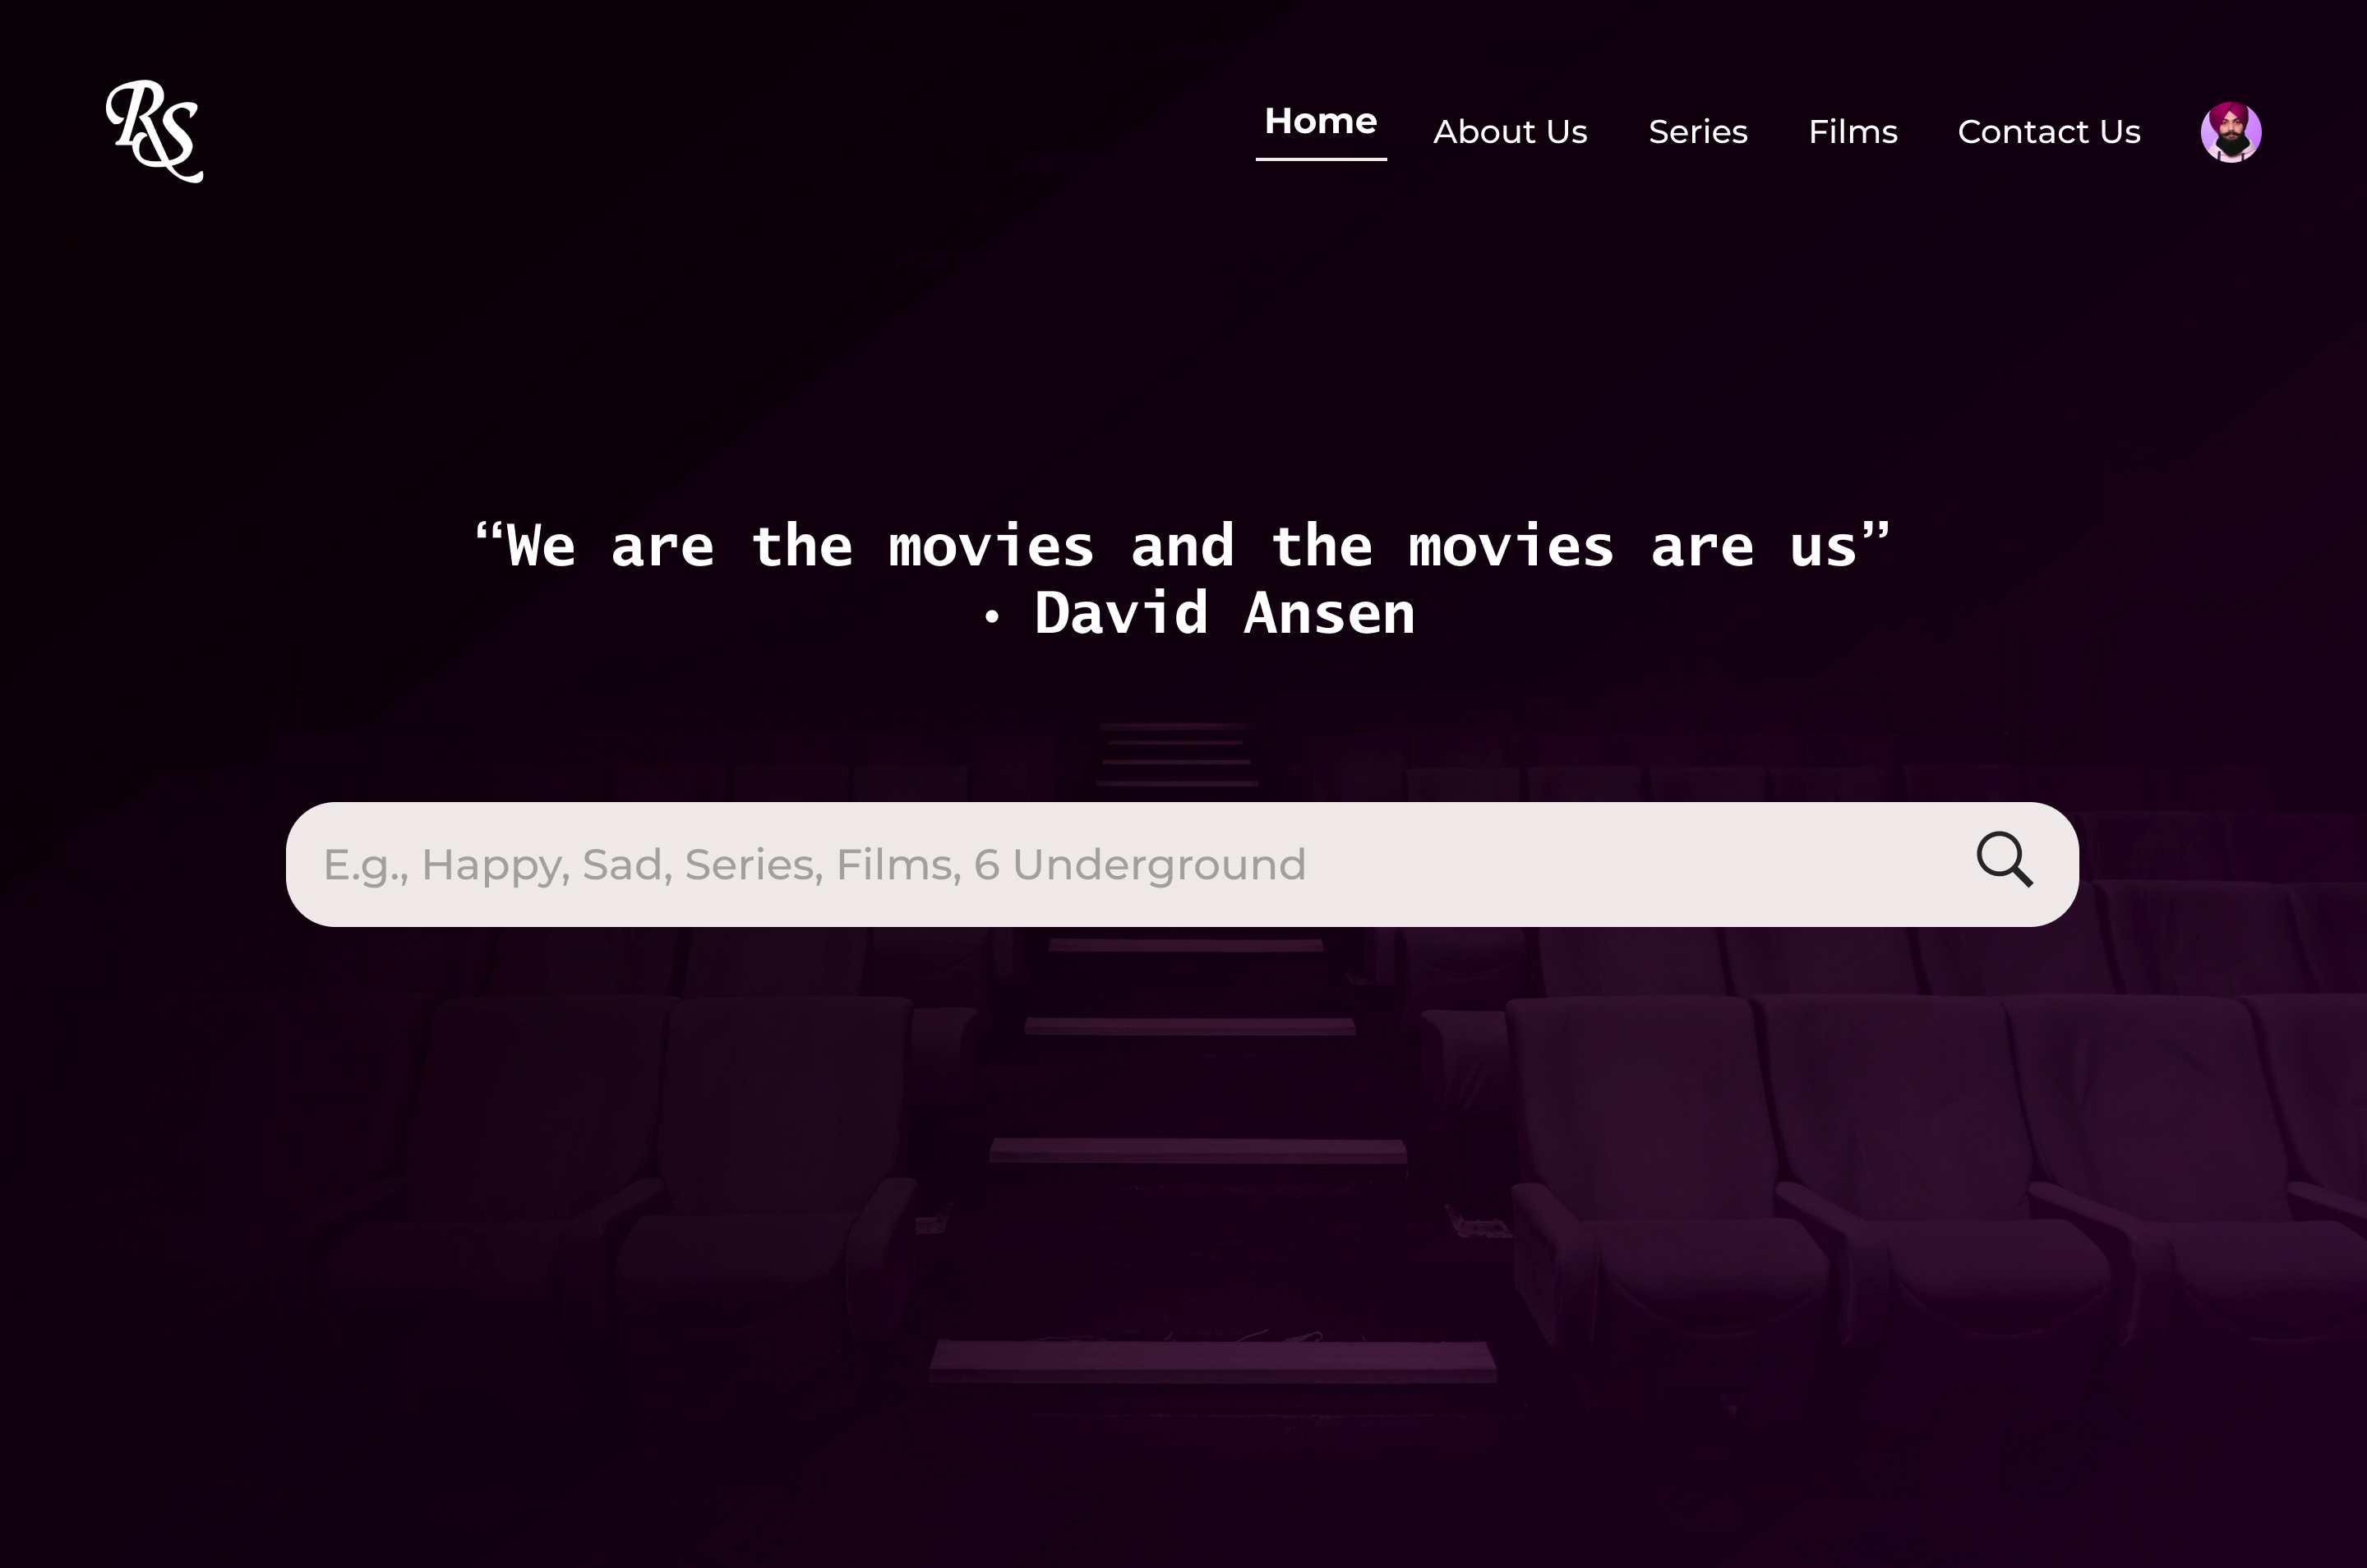 RS
Home
About Us
Series
Films
Contact Us
“We are the movies and the movies are us”
• David Ansen
E.g., Happy, Sad, Series, Films, 6 Underground